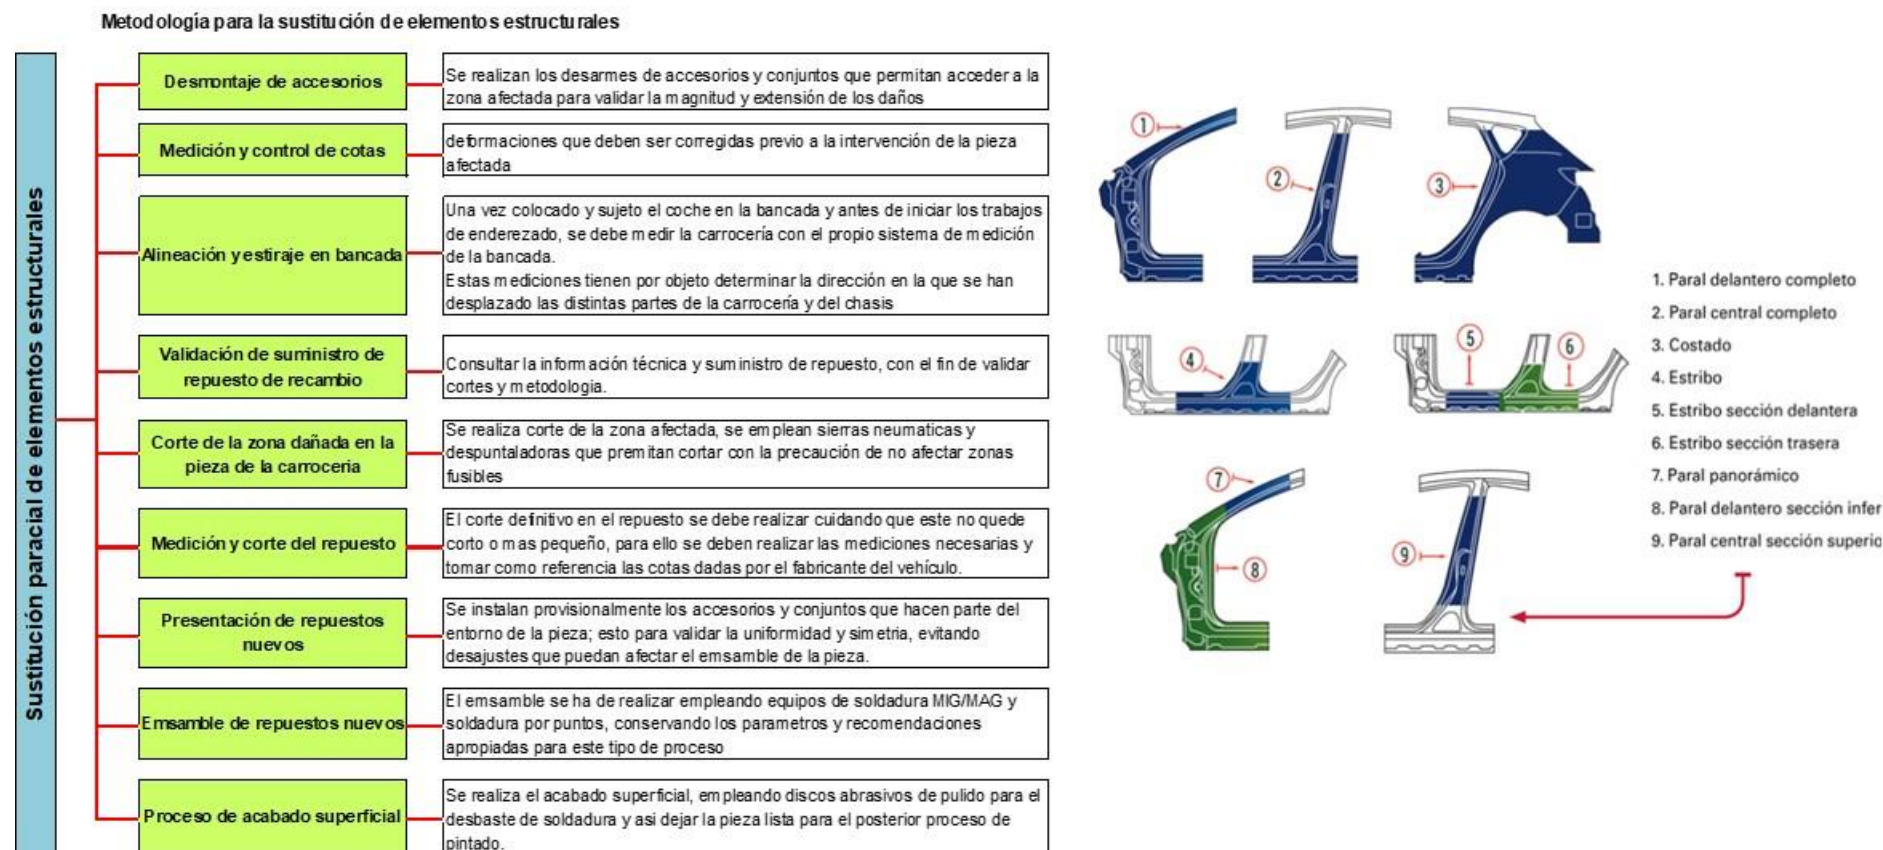 Metodología para la sustitución de elementos estructurales
Sustitución paracial de elementos estructurales
Desmontaje de accesorios
Se realizan los desarmes de accesorios y conjuntos que permitan acceder a la
zona afectada para validar la magnitud y extensión de los daños
Medición y control de cotas
deformaciones que deben ser corregidas previo a la intervención de la pieza
afectada
Alineación y estiraje en bancada
Una vez colocado y sujeto el coche en la bancada y antes de iniciar los trabajos
de enderezado, se debe medir la carrocería con el propio sistema de medición
de la bancada.
Estas mediciones tienen por objeto determinar la dirección en la que se han
desplazado las distintas partes de la carrocería y del chasis
Validación de suministro de
repuesto de recambio
Consultar la información técnica y suministro de repuesto, con el fin de validar
cortes y metodologia.
Corte de la zona dañada en la
pieza de la carroceria
Se realiza corte de la zona afectada, se emplean sierras neumaticas y
despuntaladoras que premitan cortar con la precaución de no afectar zonas
fusibles
Medición y corte del repuesto
El corte definitivo en el repuesto se debe realizar cuidando que este no quede
corto o mas pequeño, para ello se deben realizar las mediciones necesarias y
tomar como referencia las cotas dadas por el fabricante del vehículo.
Presentación de repuestos
nuevos
Se instalan provisionalmente los accesorios y conjuntos que hacen parte del
entorno de la pieza; esto para validar la uniformidad y simetria, evitando
desajustes que puedan afectar el emsamble de la pieza.
Emsamble de repuestos nuevos
El emsamble se ha de realizar empleando equipos de soldadura MIG/MAG y
soldadura por puntos, conservando los parametros y recomendaciones
apropiadas para este tipo de proceso
Proceso de acabado superficial
Se realiza el acabado superficial, empleando discos abrasivos de pulido para el
desbaste de soldadura y asi dejar la pieza lista para el posterior proceso de
pintado.
1
2
3
4
5
6
7
8
9
1. Paral delantero completo
2. Paral central completo
3. Costado
4. Estribo
5. Estribo sección delantera
6. Estribo sección trasera
7. Paral panorámico
8. Paral delantero sección infer
9. Paral central sección superio